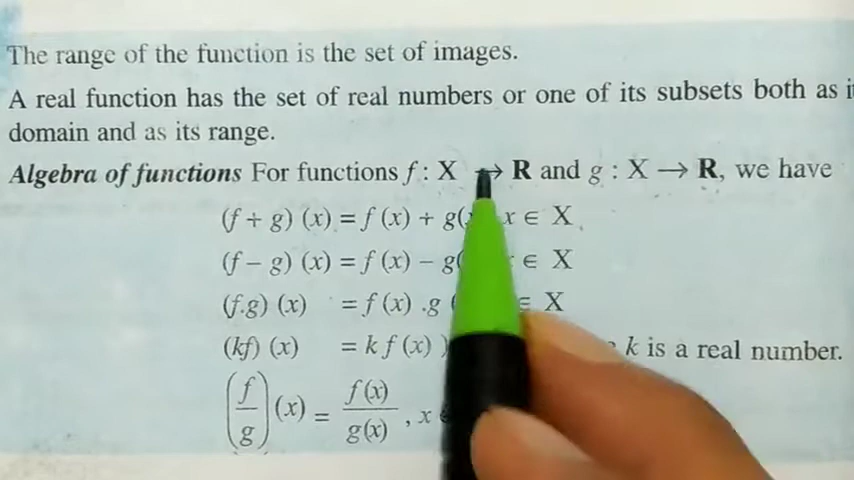 The range of the function is the set of images.
A real function has the set of real numbers or one of its subsets both as
domain and as its range.
Algebra of functions For functions f : X → R and g : X → R, we have
(f + g) (x) = f (x) + g( x ∈ X
(f – g) (x) = f (x) – g( ∈ X
(f.g) (x) = f (x) .g ( ∈ X
(kf) (x) = k f (x) ) k is a real number.
(f/g) (x) = f(x)/g(x) , x